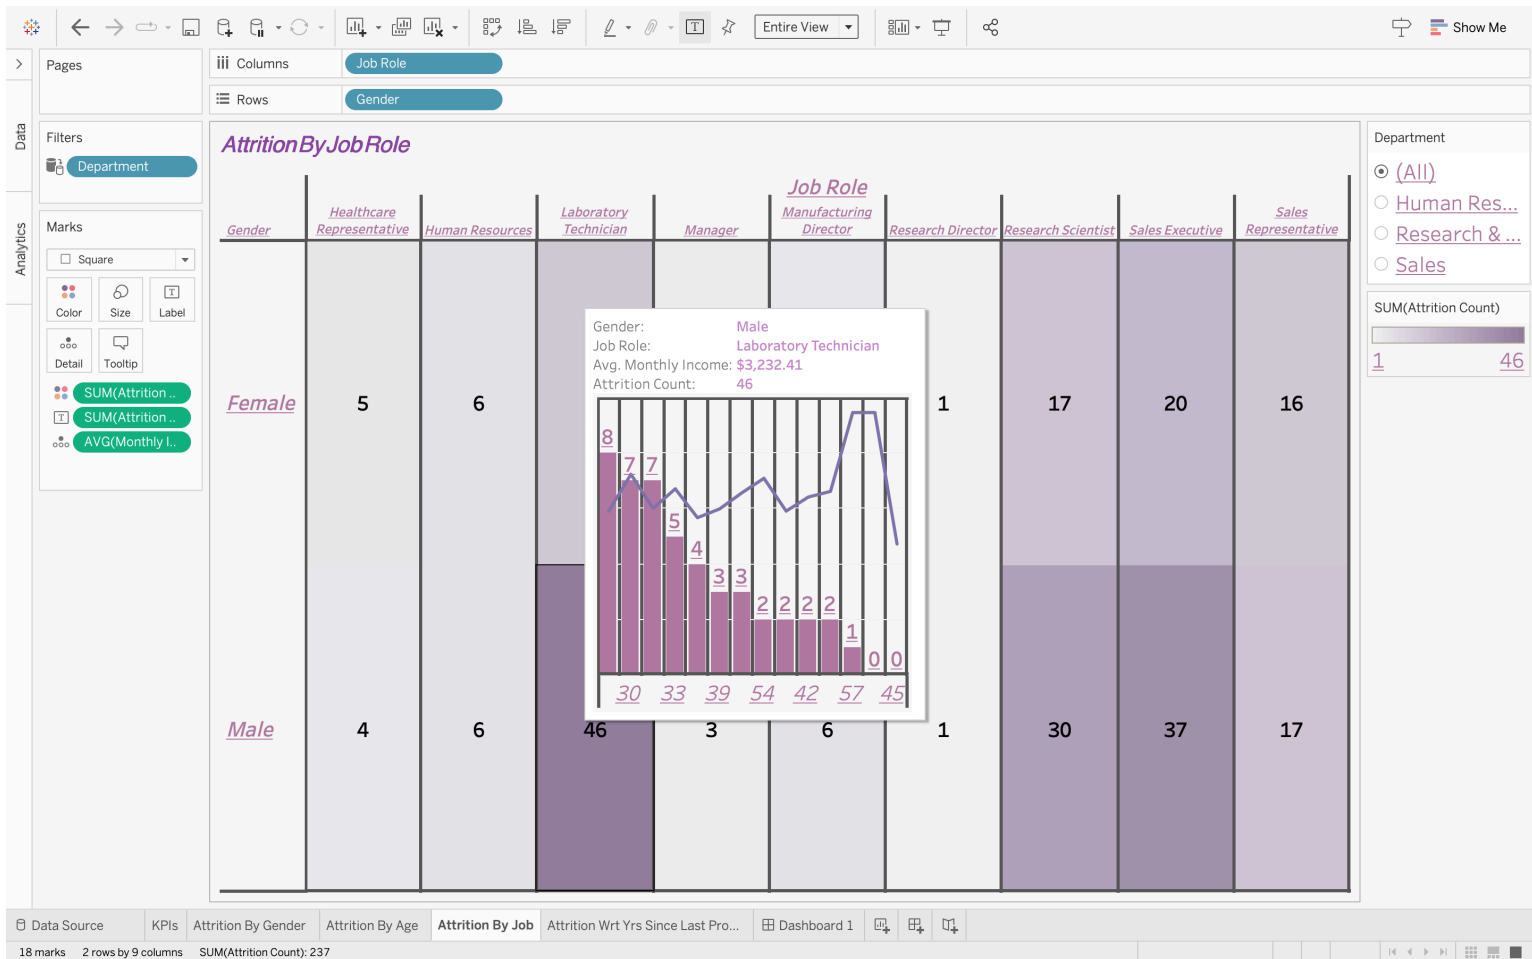 Entire View
Show Me
Pages
Columns
Job Role
Rows
Gender
Data
Analytics
Filters
Department
Marks
Square
Color
Size
Label
Detail
Tooltip
SUM(Attrition ..
SUM(Attrition ..
AVG(Monthly I..
Attrition By Job Role
Job Role
Gender
Healthcare
Representative
Human Resources
Laboratory
Technician
Manager
Manufacturing
Director
Research Director
Research Scientist
Sales Executive
Sales
Representative
Female
5
6
1
17
20
16
Male
4
6
46
3
6
1
30
37
17
Gender: Male
Job Role: Laboratory Technician
Avg. Monthly Income: $3,232.41
Attrition Count: 46
8
7
7
5
4
3
3
2
2
2
2
1
0
0
30 33 39 54 42 57 45
Department
(All)
Human Res...
Research & ...
Sales
SUM(Attrition Count)
1 46
Data Source
KPIs
Attrition By Gender
Attrition By Age
Attrition By Job
Attrition Wrt Yrs Since Last Pro...
Dashboard 1
18 marks 2 rows by 9 columns SUM(Attrition Count): 237